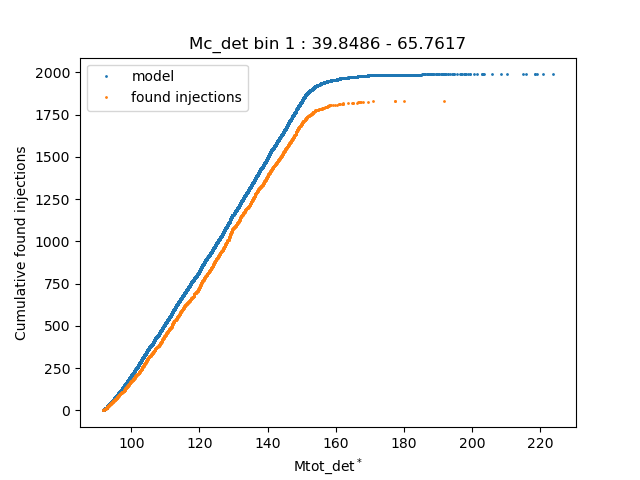 Mc_det bin 1 : 39.8486 - 65.7617
model
found injections
2000
1750
1500
1250
1000
750
500
250
0
Cumulative found injections
100 120 140 160 180 200 220
Mtot_det*